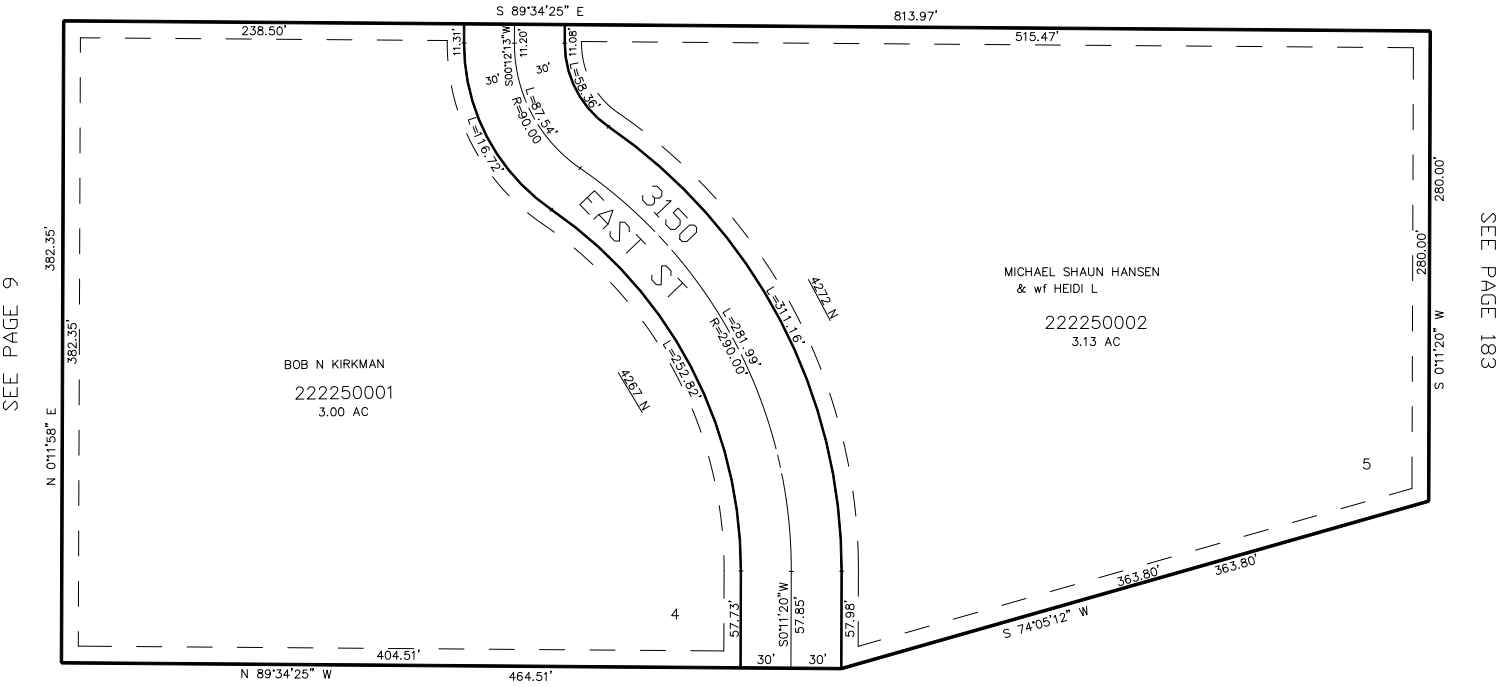 S 89°34'25" E
813.97'
238.50'
515.47'
11.31'
S00°12'13"W
11.20'
11.08'
30'
30'
L=58.36'
L=87.54'
R=90.00
L=116.72'
3150
EAST ST
382.35'
382.35'
N 0°11'58" E
SEE PAGE 9
280.00'
280.00'
S 0°11'20" W
SEE PAGE 183
MICHAEL SHAUN HANSEN
& wf HEIDI L
222250002
3.13 AC
4272 N
L=311.16'
L=281.99'
R=290.00'
L=252.82'
4267 N
BOB N KIRKMAN
222250001
3.00 AC
5
4
363.80'
363.80'
S 74°05'12" W
57.73'
S0°11'20"W
57.85'
57.98'
30'
30'
404.51'
N 89°34'25" W
464.51'